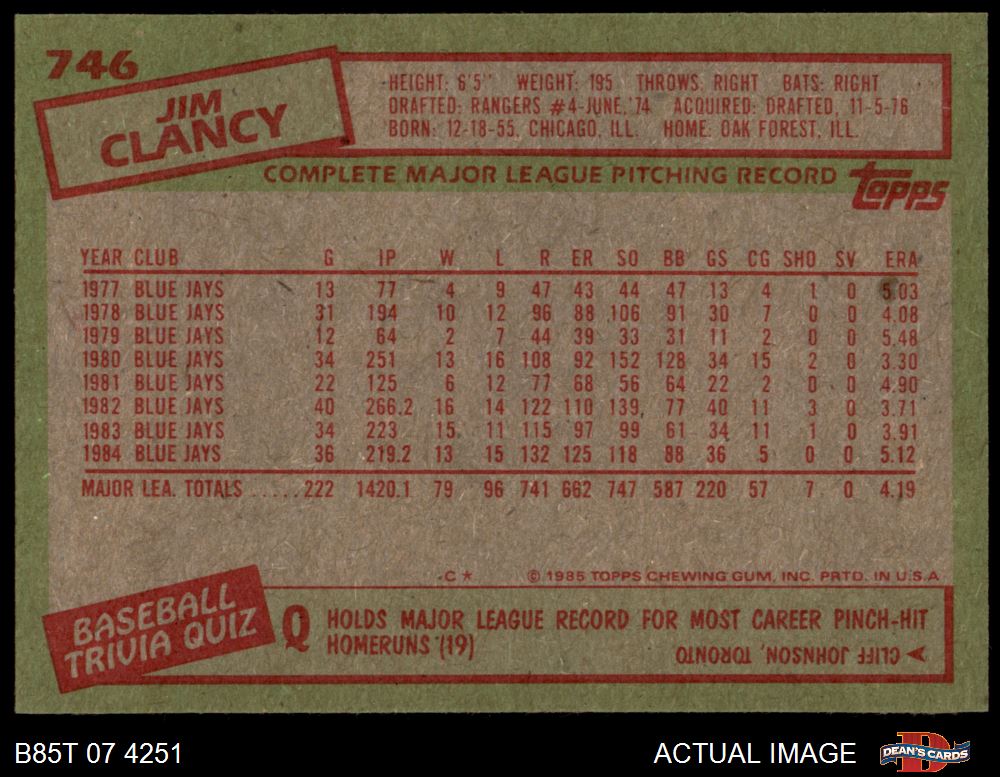 746
JIM
CLANCY
HEIGHT: 6'5" WEIGHT: 195 THROWS: RIGHT BATS: RIGHT
DRAFTED: RANGERS #4-JUNE,'74 ACQUIRED: DRAFTED, 11-5-76
BORN: 12-18-55, CHICAGO, ILL. HOME: OAK FOREST, ILL.
COMPLETE MAJOR LEAGUE PITCHING RECORD
topps
YEAR CLUB G IP W L R ER SO BB GS CG SHO SV ERA
1977 BLUE JAYS 13 77 4 9 47 43 44 47 13 4 1 0 5.03
1978 BLUE JAYS 31 194 10 12 96 88 106 91 30 7 0 0 4.08
1979 BLUE JAYS 12 64 2 7 44 39 33 31 11 2 0 0 5.48
1980 BLUE JAYS 34 251 13 16 108 92 152 128 34 15 2 0 3.30
1981 BLUE JAYS 22 125 6 12 77 68 56 64 22 2 0 0 4.90
1982 BLUE JAYS 40 266.2 16 14 122 110 139 77 40 11 3 0 3.71
1983 BLUE JAYS 34 223 15 11 115 97 99 61 34 11 1 0 3.91
1984 BLUE JAYS 36 219.2 13 15 132 125 118 88 36 5 0 0 5.12
MAJOR LEA. TOTALS .....222 1420.1 79 96 741 662 747 587 220 57 7 0 4.19
C* © 1985 TOPPS CHEWING GUM, INC. PRTD. IN U.S.A.
BASEBALL
TRIVIA QUIZ
Q HOLDS MAJOR LEAGUE RECORD FOR MOST CAREER PINCH-HIT
HOMERUNS (19)
CLIFF JOHNSON, TORONTO
B85T 07 4251
ACTUAL IMAGE
D
DEAN'S CARDS